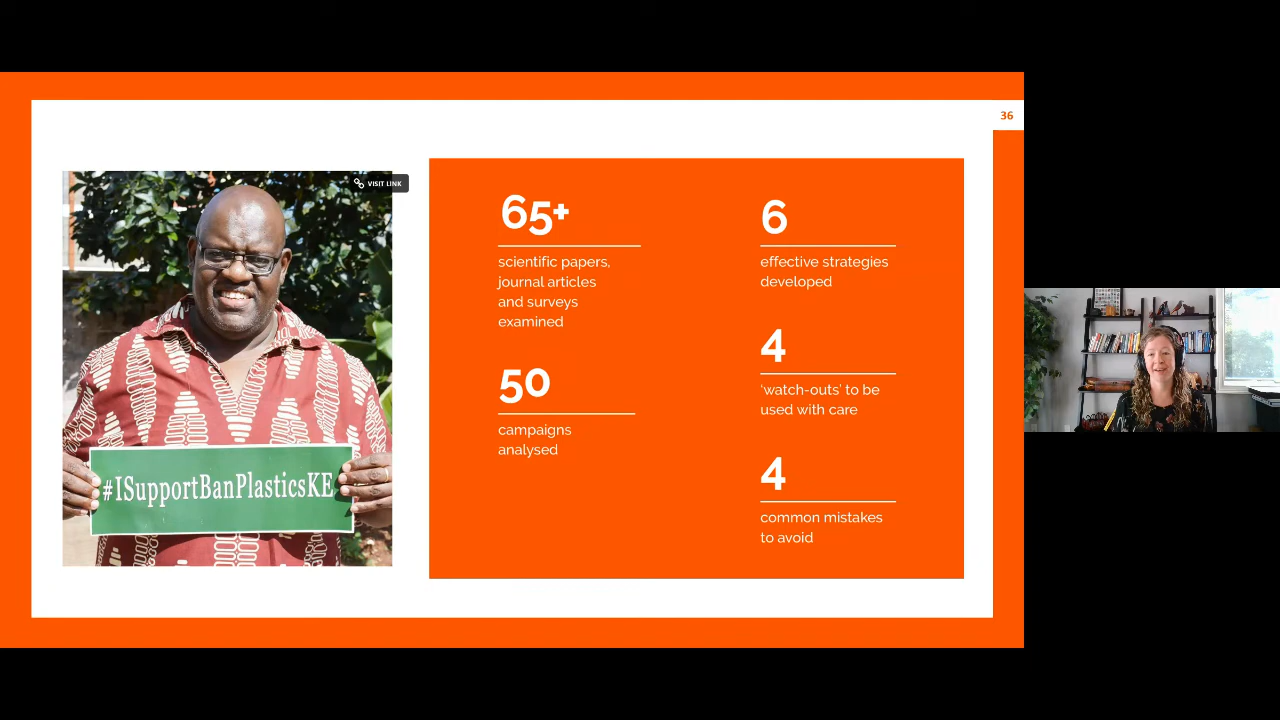 36
VISIT LINK
#ISupportBanPlasticsKE
65+
scientific papers,
journal articles
and surveys
examined
50
campaigns
analysed
6
effective strategies
developed
4
‘watch-outs’ to be
used with care
4
common mistakes
to avoid